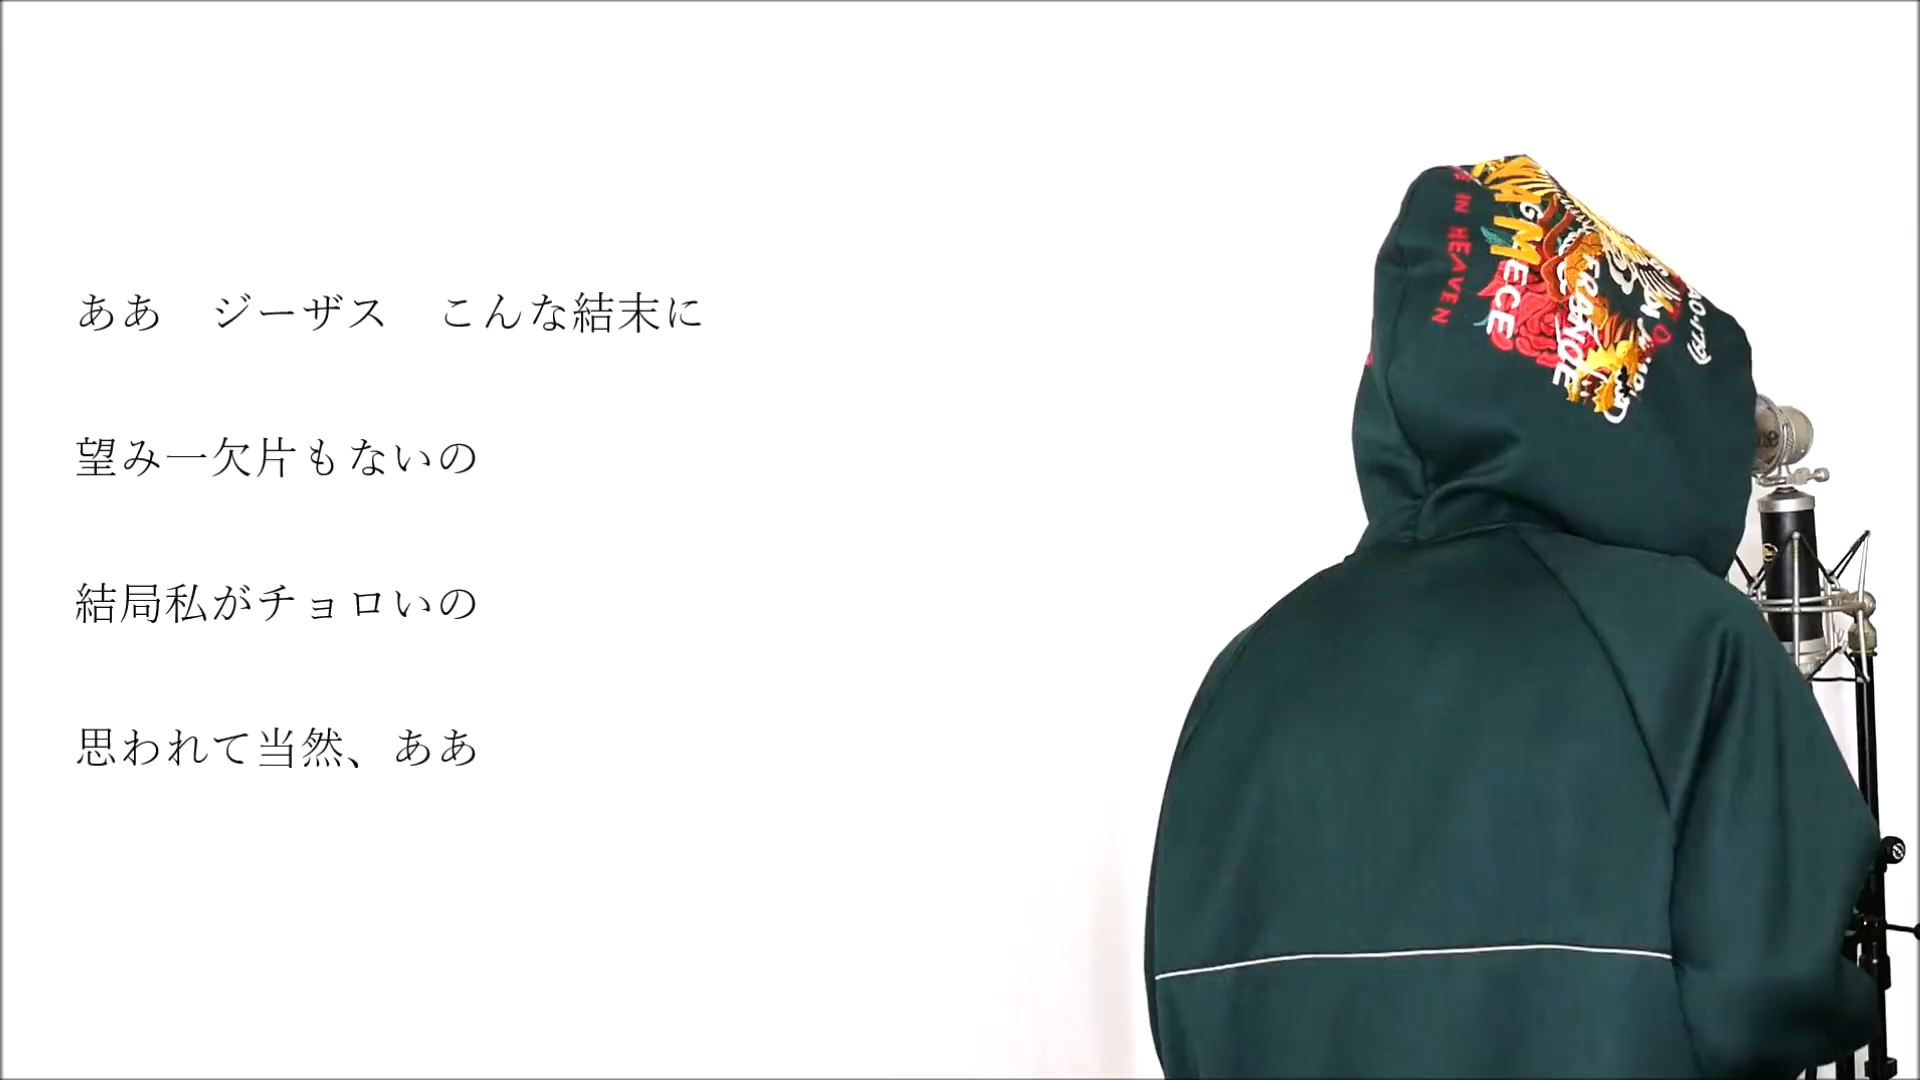 ああ　ジーザス　こんな結末に
望み一欠片もないの
結局私がチョロいの
思われて当然、ああ
IN HEAVEN